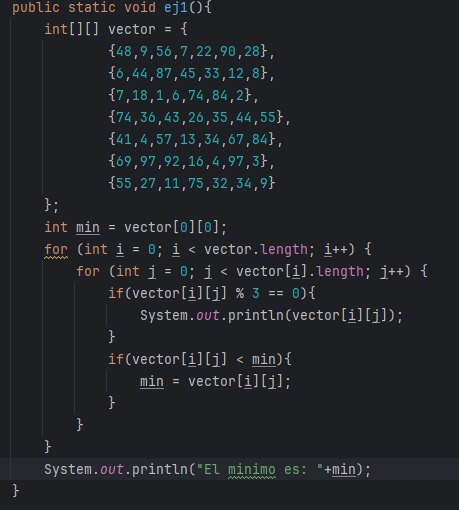 public static void ej1(){
    int[][] vector = {
            {48,9,56,7,22,90,28},
            {6,44,87,45,33,12,8},
            {7,18,1,6,74,84,2},
            {74,36,43,26,35,44,55},
            {41,4,57,13,34,67,84},
            {69,97,92,16,4,97,3},
            {55,27,11,75,32,34,9}
    };
    int min = vector[0][0];
    for (int i = 0; i < vector.length; i++) {
        for (int j = 0; j < vector[i].length; j++) {
            if(vector[i][j] % 3 == 0){
                System.out.println(vector[i][j]);
            }
            if(vector[i][j] < min){
                min = vector[i][j];
            }
        }
    }
    System.out.println("El minimo es: "+min);
}